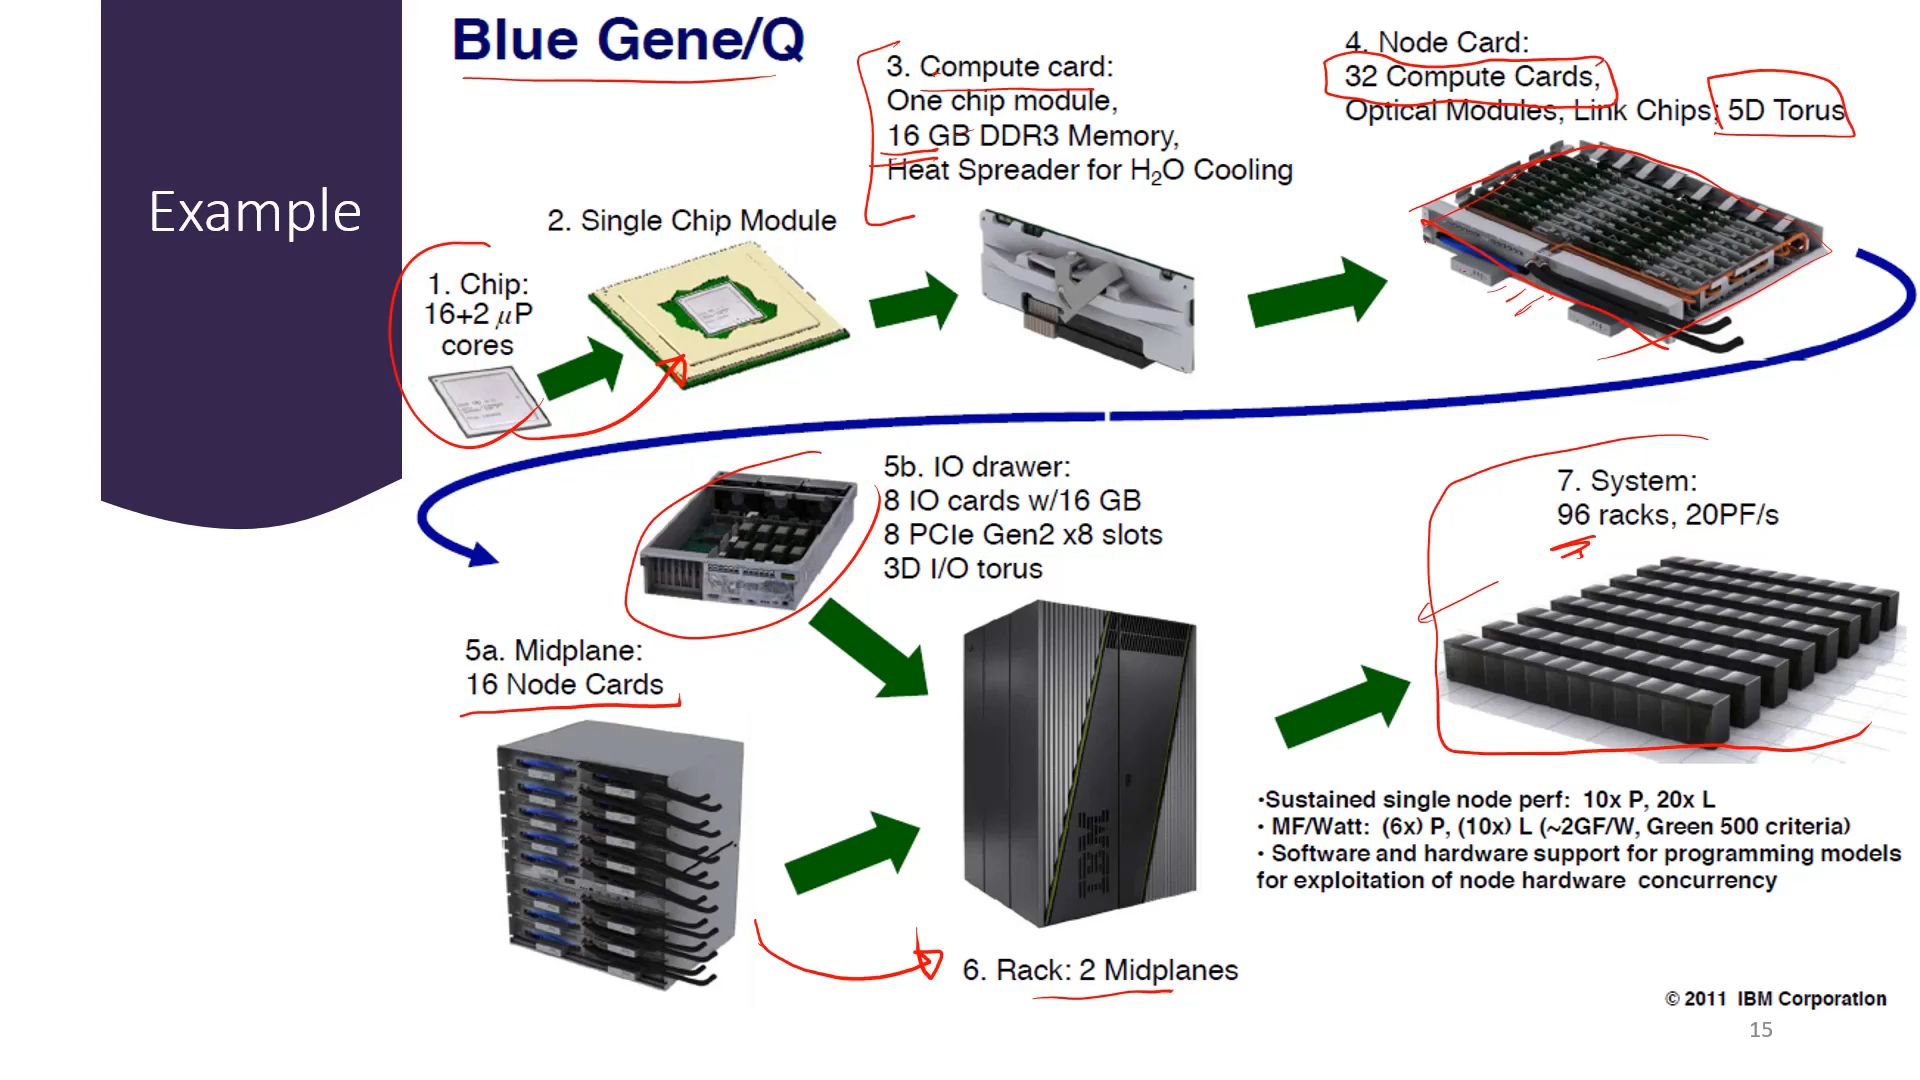 Example
Blue Gene/Q
1. Chip:
16+2 μP
cores
2. Single Chip Module
3. Compute card:
One chip module,
16 GB DDR3 Memory,
Heat Spreader for H₂O Cooling
4. Node Card:
32 Compute Cards,
Optical Modules, Link Chips; 5D Torus
5a. Midplane:
16 Node Cards
5b. IO drawer:
8 IO cards w/16 GB
8 PCIe Gen2 x8 slots
3D I/O torus
IBM
6. Rack: 2 Midplanes
7. System:
96 racks, 20PF/s
•Sustained single node perf: 10x P, 20x L
• MF/Watt: (6x) P, (10x) L (~2GF/W, Green 500 criteria)
• Software and hardware support for programming models
for exploitation of node hardware concurrency
© 2011 IBM Corporation
15